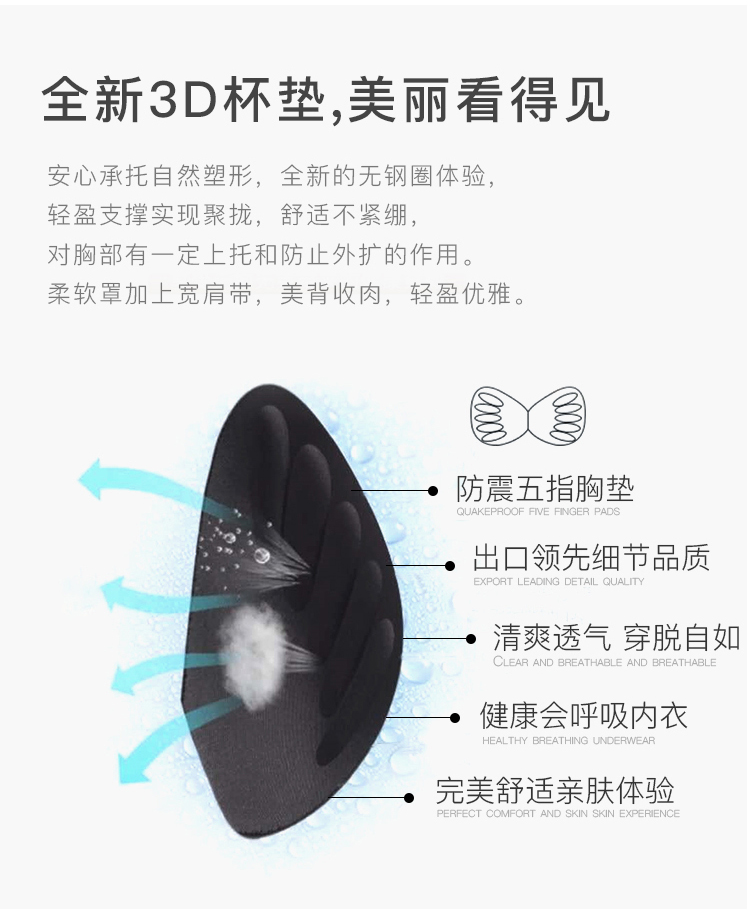 全新3D杯垫,美丽看得见
安心承托自然塑形，全新的无钢圈体验，
轻盈支撑实现聚拢，舒适不紧绷，
对胸部有一定上托和防止外扩的作用。
柔软罩加上宽肩带，美背收肉，轻盈优雅。
防震五指胸垫
QUAKEPROOF FIVE FINGER PADS
出口领先细节品质
EXPORT LEADING DETAIL QUALITY
清爽透气 穿脱自如
CLEAR AND BREATHABLE AND BREATHABLE
健康会呼吸内衣
HEALTHY BREATHING UNDERWEAR
完美舒适亲肤体验
PERFECT COMFORT AND SKIN SKIN EXPERIENCE